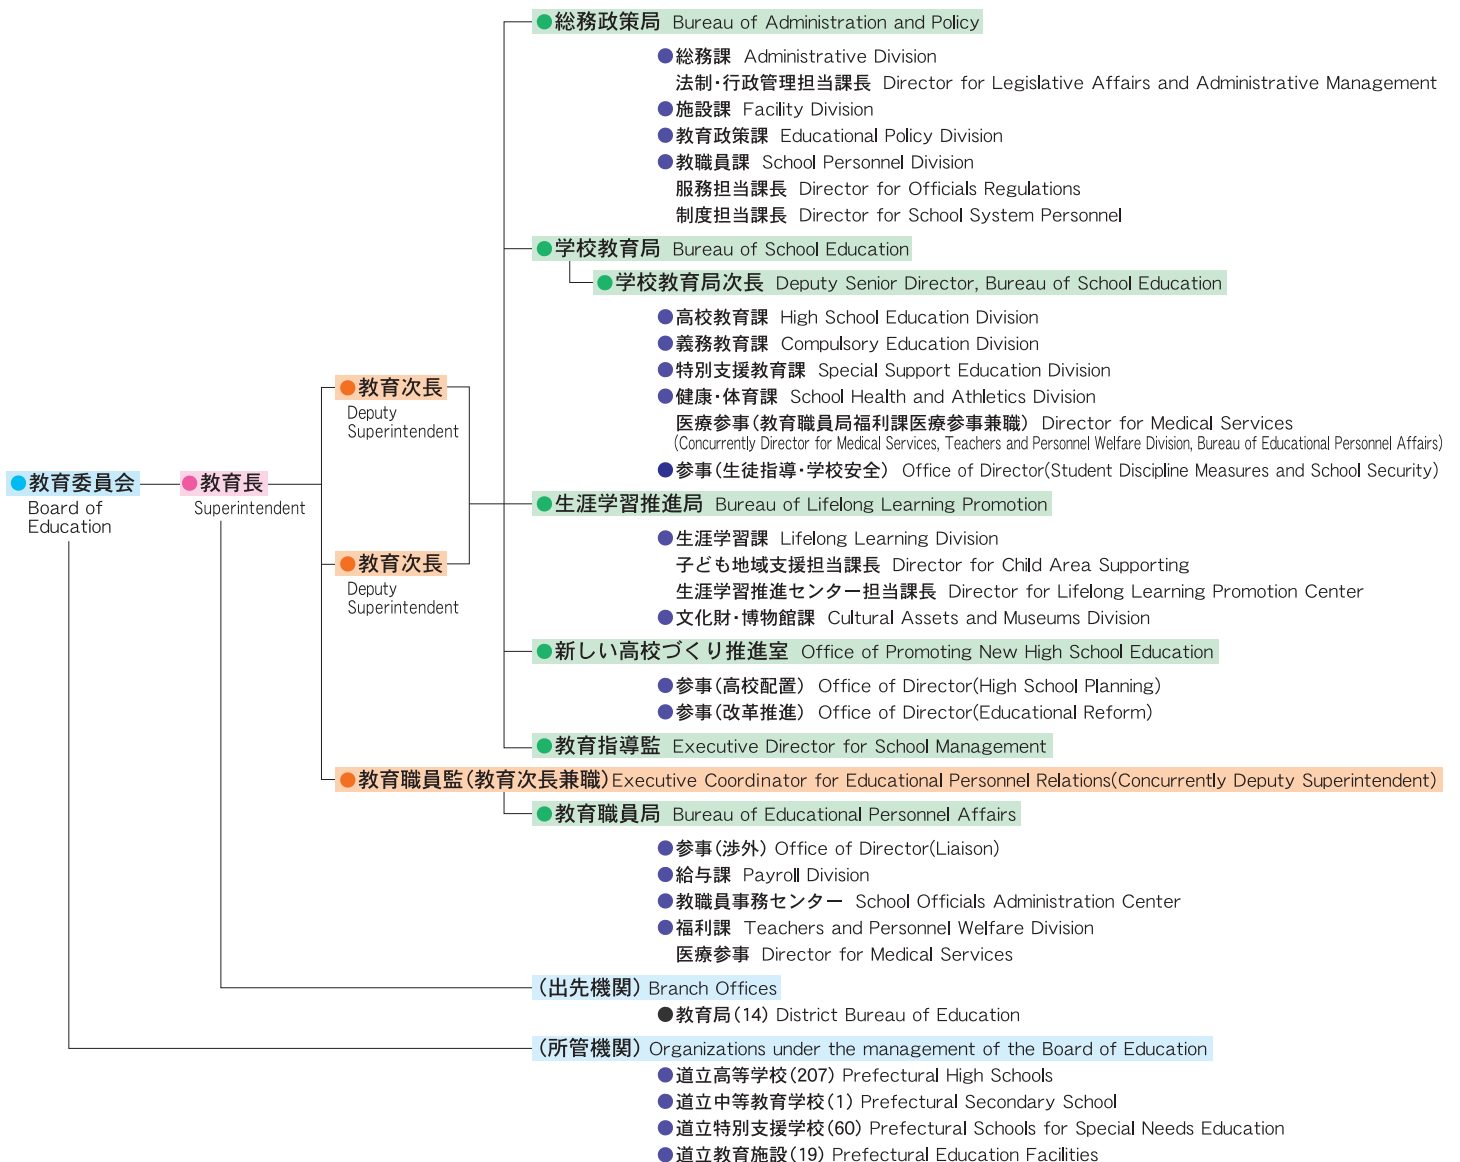 ●総務政策局 Bureau of Administration and Policy
●総務課 Administrative Division
法制・行政管理担当課長 Director for Legislative Affairs and Administrative Management
●施設課 Facility Division
●教育政策課 Educational Policy Division
●教職員課 School Personnel Division
服務担当課長 Director for Officials Regulations
制度担当課長 Director for School System Personnel
●学校教育局 Bureau of School Education
●学校教育局次長 Deputy Senior Director, Bureau of School Education
●高校教育課 High School Education Division
●義務教育課 Compulsory Education Division
●特別支援教育課 Special Support Education Division
●健康・体育課 School Health and Athletics Division
医療参事(教育職員局福利課医療参事兼職) Director for Medical Services
(Concurrently Director for Medical Services, Teachers and Personnel Welfare Division, Bureau of Educational Personnel Affairs)
●参事(生徒指導・学校安全) Office of Director(Student Discipline Measures and School Security)
●教育次長
Deputy
Superintendent
●教育委員会
Board of
Education
●教育長
Superintendent
●教育次長
Deputy
Superintendent
●生涯学習推進局 Bureau of Lifelong Learning Promotion
●生涯学習課 Lifelong Learning Division
子ども地域支援担当課長 Director for Child Area Supporting
生涯学習推進センター担当課長 Director for Lifelong Learning Promotion Center
●文化財・博物館課 Cultural Assets and Museums Division
●新しい高校づくり推進室 Office of Promoting New High School Education
●参事(高校配置) Office of Director(High School Planning)
●参事(改革推進) Office of Director(Educational Reform)
●教育指導監 Executive Director for School Management
●教育職員監(教育次長兼職)Executive Coordinator for Educational Personnel Relations(Concurrently Deputy Superintendent)
●教育職員局 Bureau of Educational Personnel Affairs
●参事(渉外) Office of Director(Liaison)
●給与課 Payroll Division
●教職員事務センター School Officials Administration Center
●福利課 Teachers and Personnel Welfare Division
医療参事 Director for Medical Services
(出先機関) Branch Offices
●教育局(14) District Bureau of Education
(所管機関) Organizations under the management of the Board of Education
●道立高等学校(207) Prefectural High Schools
●道立中等教育学校(1) Prefectural Secondary School
●道立特別支援学校(60) Prefectural Schools for Special Needs Education
●道立教育施設(19) Prefectural Education Facilities